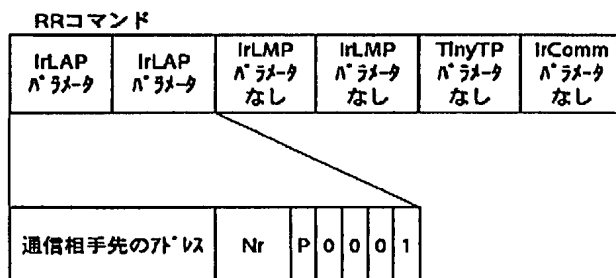 RRコマンド
IrLAP パラメータ
IrLAP パラメータ
IrLMP パラメータ なし
IrLMP パラメータ なし
TinyTP パラメータ なし
IrComm パラメータ なし
通信相手先のアドレス Nr P 0 0 0 1